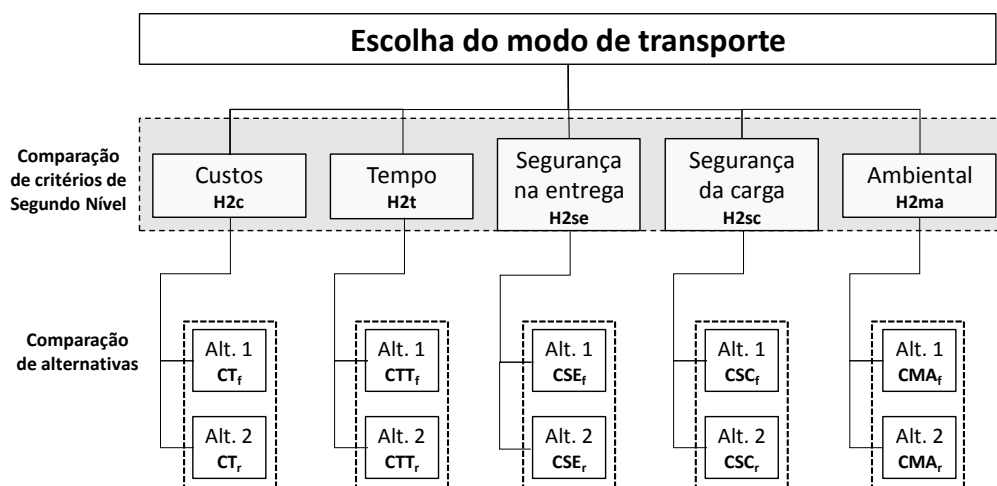 Escolha do modo de transporte
Comparação
de critérios de
Segundo Nível
Custos
H2c
Tempo
H2t
Segurança
na entrega
H2se
Segurança
da carga
H2sc
Ambiental
H2ma
Comparação
de alternativas
Alt. 1
CTf
Alt. 1
CTTf
Alt. 1
CSEf
Alt. 1
CSCf
Alt. 1
CMAf
Alt. 2
CTr
Alt. 2
CTTr
Alt. 2
CSEr
Alt. 2
CSCr
Alt. 2
CMAr